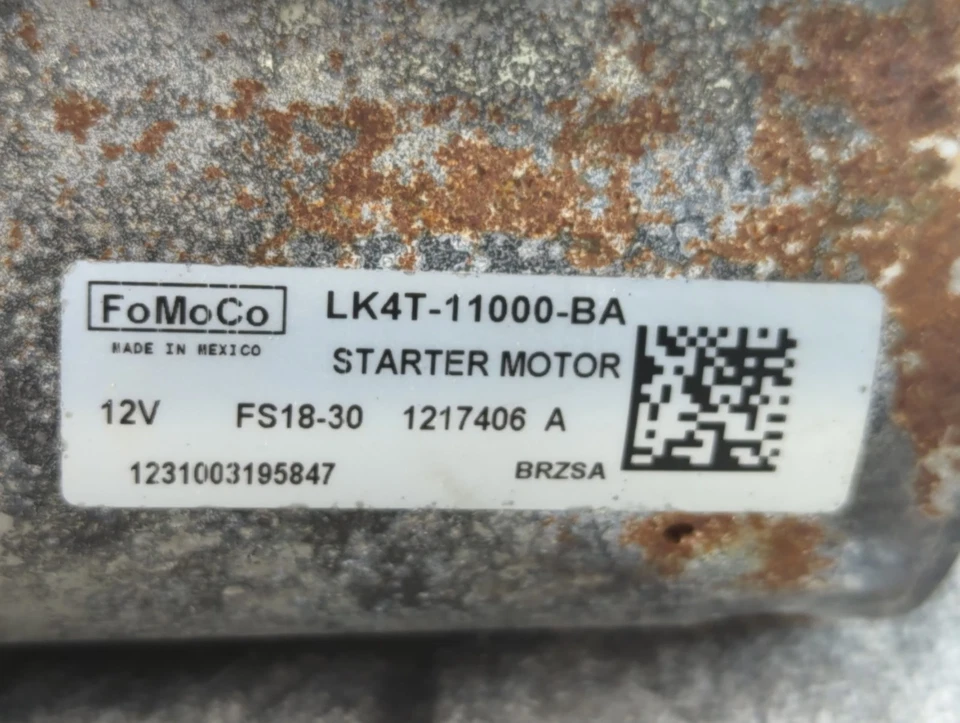 FoMoCo
LK4T-11000-BA
MADE IN MEXICO
STARTER MOTOR
12V FS18-30 1217406 A
1231003195847 BRZSA